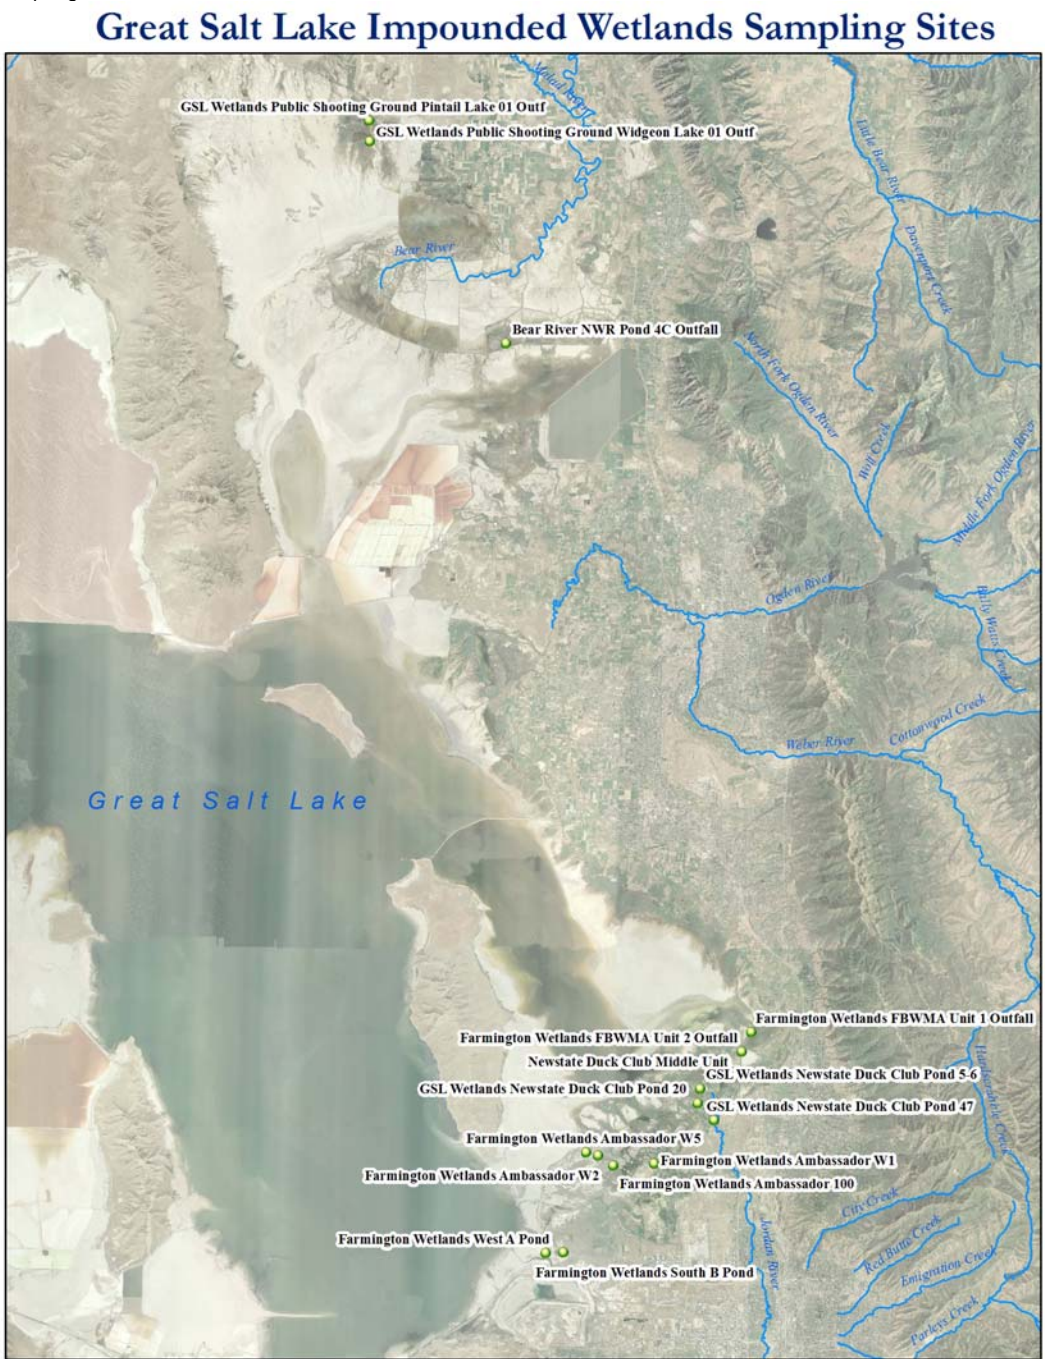 Great Salt Lake Impounded Wetlands Sampling Sites
Malad River
GSL Wetlands Public Shooting Ground Pintail Lake 01 Outf
GSL Wetlands Public Shooting Ground Widgeon Lake 01 Outf
Little Bear River
Bear River
Davenport Creek
Bear River NWR Pond 4C Outfall
North Fork Ogden River
Wolf Creek
Middle Fork Ogden River
Ogden River
Bally Watts Creek
Cottonwood Creek
Weber River
Great Salt Lake
Farmington Wetlands FBWMA Unit 1 Outfall
Farmington Wetlands FBWMA Unit 2 Outfall
Newstate Duck Club Middle Unit
GSL Wetlands Newstate Duck Club Pond 5-6
GSL Wetlands Newstate Duck Club Pond 20
GSL Wetlands Newstate Duck Club Pond 47
Hardscrabble Creek
Farmington Wetlands Ambassador W5
Farmington Wetlands Ambassador W1
Farmington Wetlands Ambassador W2
Farmington Wetlands Ambassador 100
City Creek
Jordan River
Red Butte Creek
Farmington Wetlands West A Pond
Emigration Creek
Farmington Wetlands South B Pond
Parleys Creek